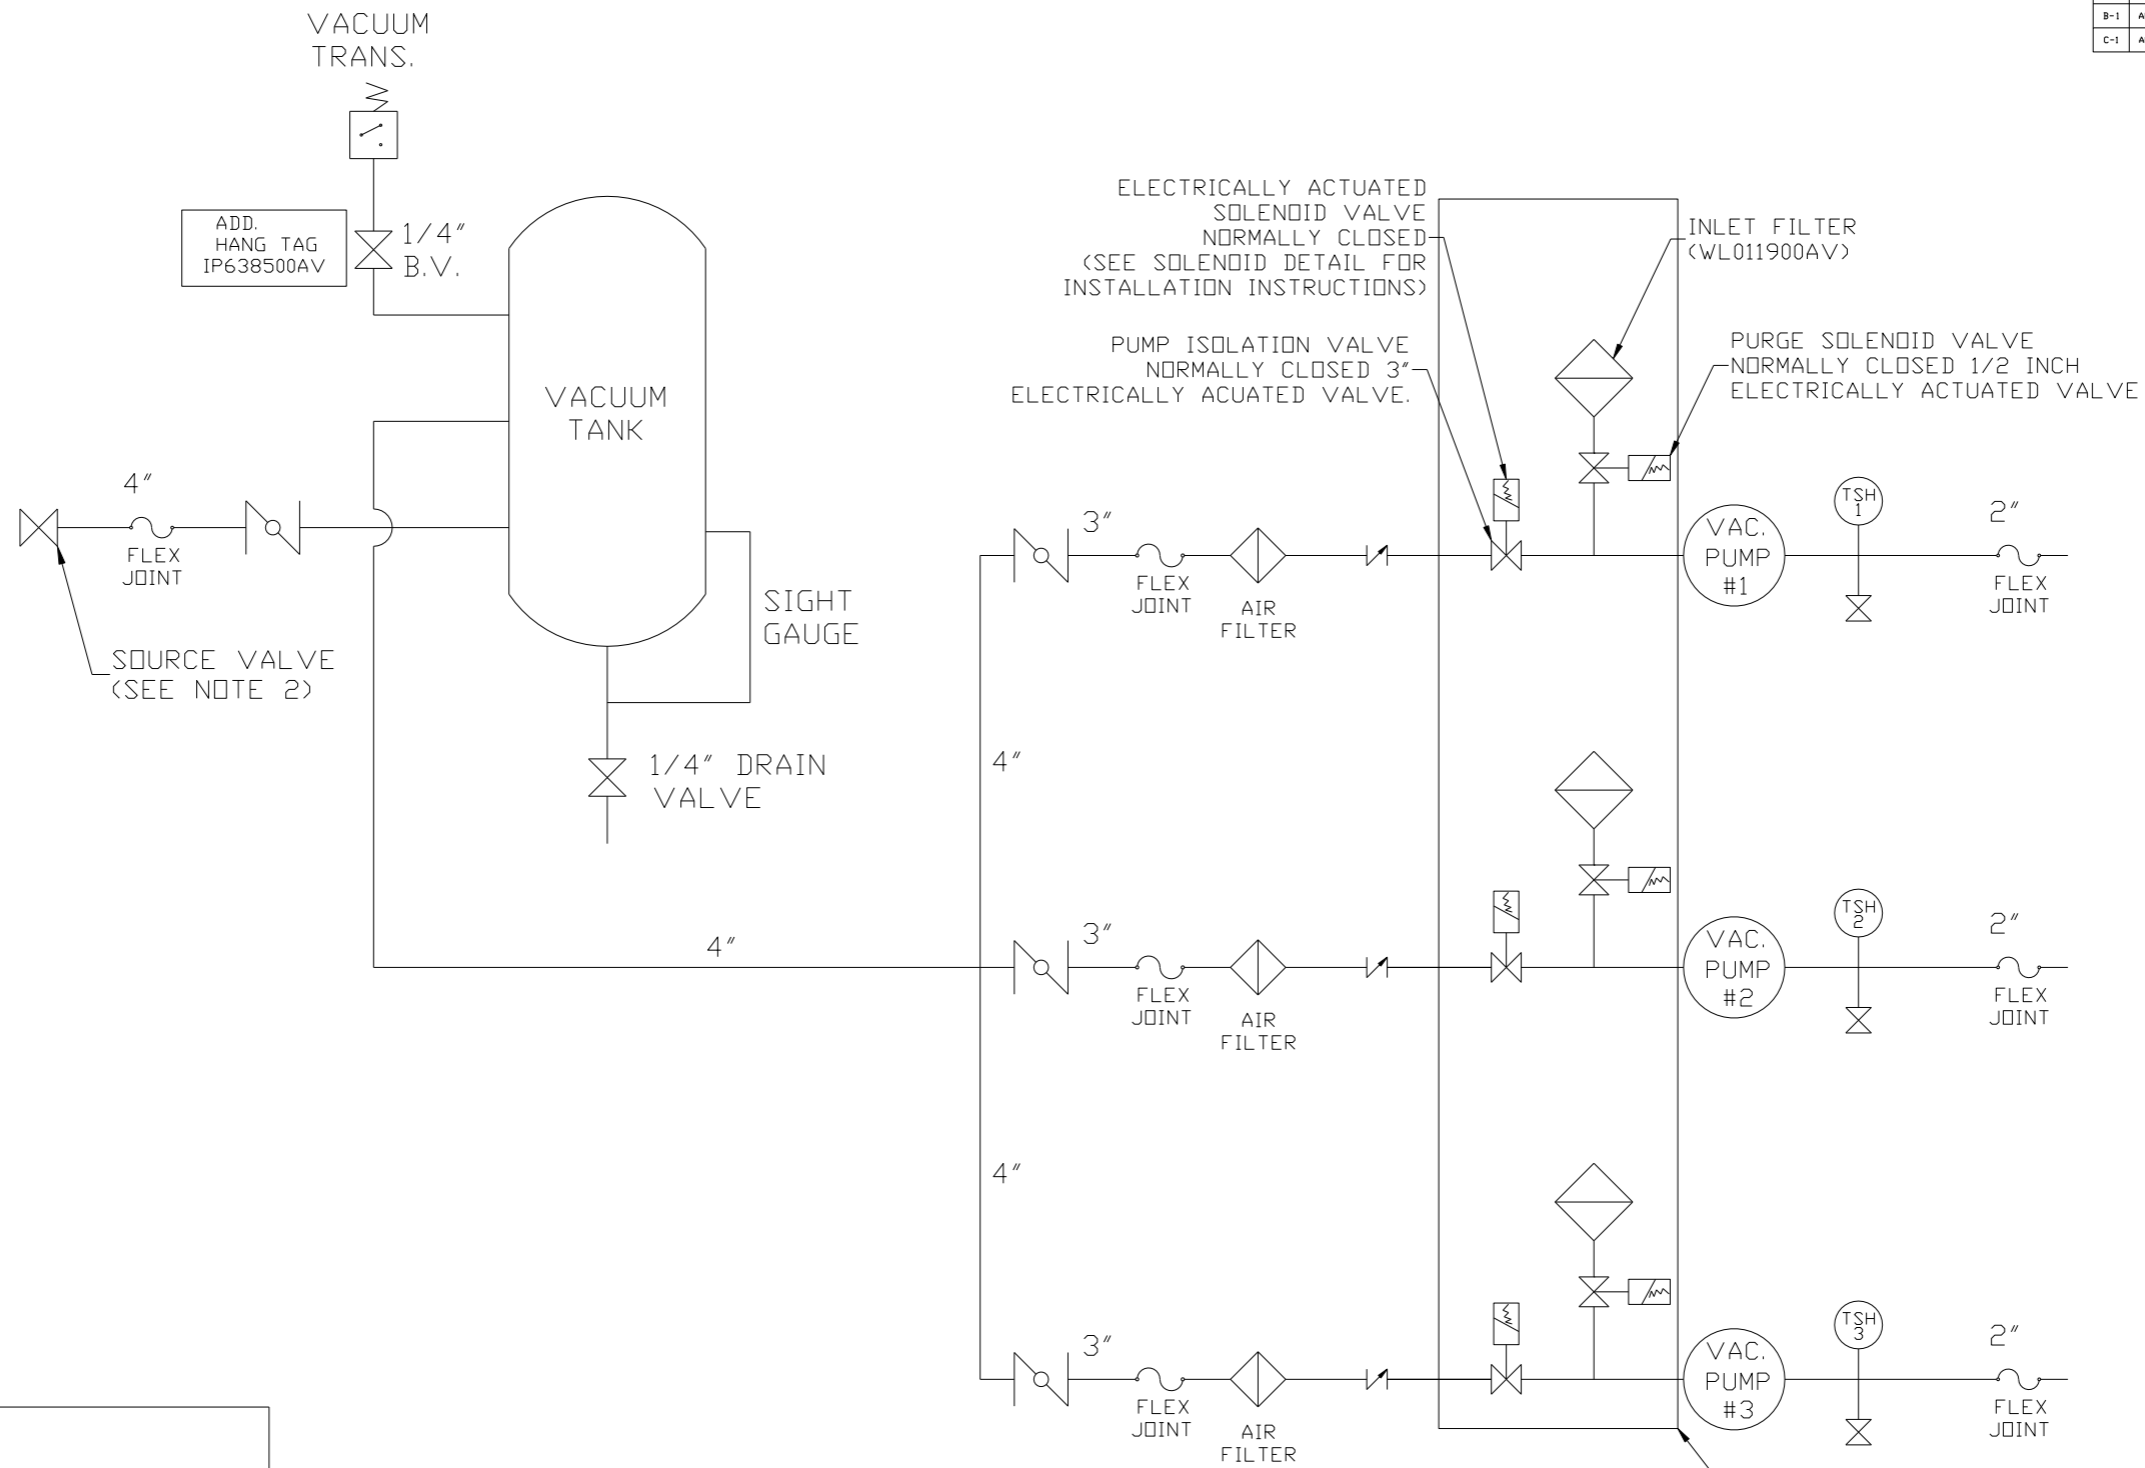 B-1 A
C-1 A
VACUUM
TRANS.
ADD.
HANG TAG
IP638500AV
1/4"
B.V.
VACUUM
TANK
4"
FLEX
JOINT
SOURCE VALVE
(SEE NOTE 2)
SIGHT
GAUGE
1/4" DRAIN
VALVE
4"
ELECTRICALLY ACTUATED
SOLENOID VALVE
NORMALLY CLOSED
(SEE SOLENOID DETAIL FOR
INSTALLATION INSTRUCTIONS)
PUMP ISOLATION VALVE
NORMALLY CLOSED 3"
ELECTRICALLY ACUATED VALVE.
INLET FILTER
(WL011900AV)
PURGE SOLENOID VALVE
NORMALLY CLOSED 1/2 INCH
ELECTRICALLY ACTUATED VALVE
3"
FLEX
JOINT
AIR
FILTER
VAC.
PUMP
#1
TSH
1
2"
FLEX
JOINT
4"
3"
FLEX
JOINT
AIR
FILTER
VAC.
PUMP
#2
TSH
2
2"
FLEX
JOINT
4"
3"
FLEX
JOINT
AIR
FILTER
VAC.
PUMP
#3
TSH
3
2"
FLEX
JOINT